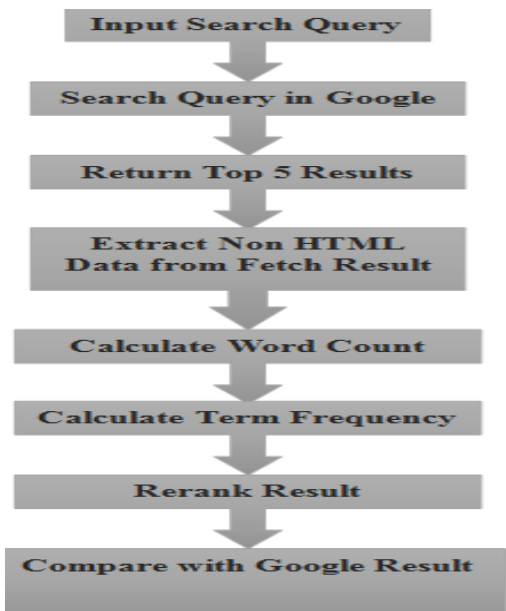 Input Search Query
Search Query in Google
Return Top 5 Results
Extract Non HTML
Data from Fetch Result
Calculate Word Count
Calculate Term Frequency
Rerank Result
Compare with Google Result